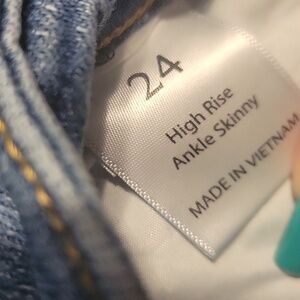 24
High Rise
Ankle Skinny
MADE IN VIETNAM